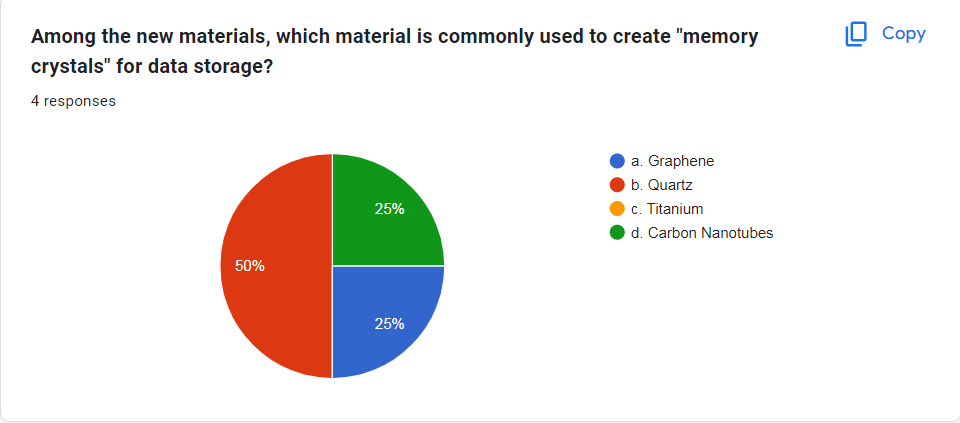 Among the new materials, which material is commonly used to create "memory
crystals" for data storage?
Copy
4 responses
25%
50%
25%
a. Graphene
b. Quartz
c. Titanium
d. Carbon Nanotubes